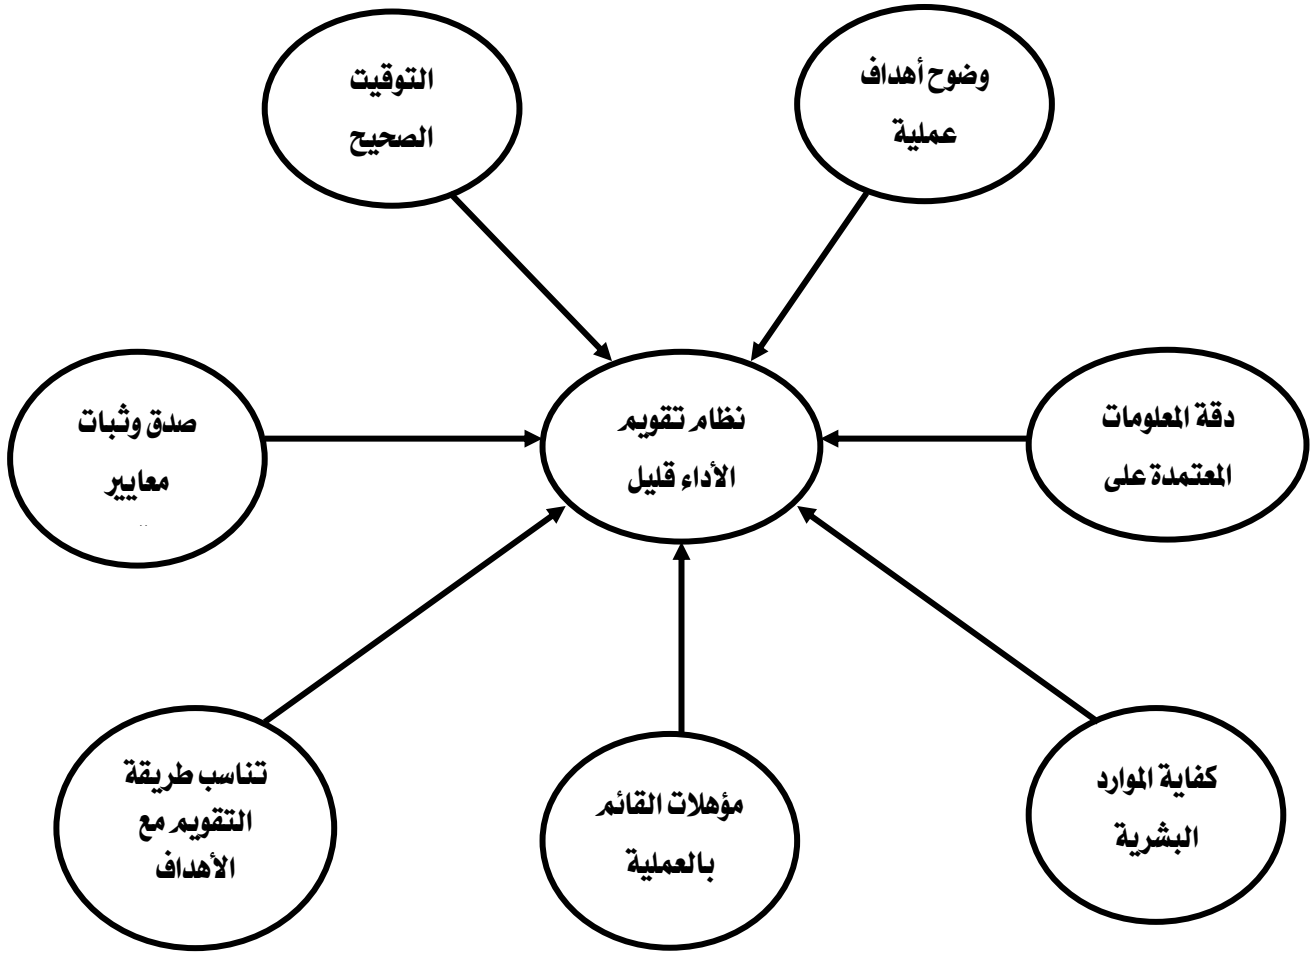 وضوح أهداف
عملية
التوقيت
الصحيح
دقة المعلومات
المعتمدة على
نظام تقويم
الأداء قليل
صدق وثبات
معايير
كفاية الموارد
البشرية
مؤهلات القائم
بالعملية
تناسب طريقة
التقويم مع
الأهداف